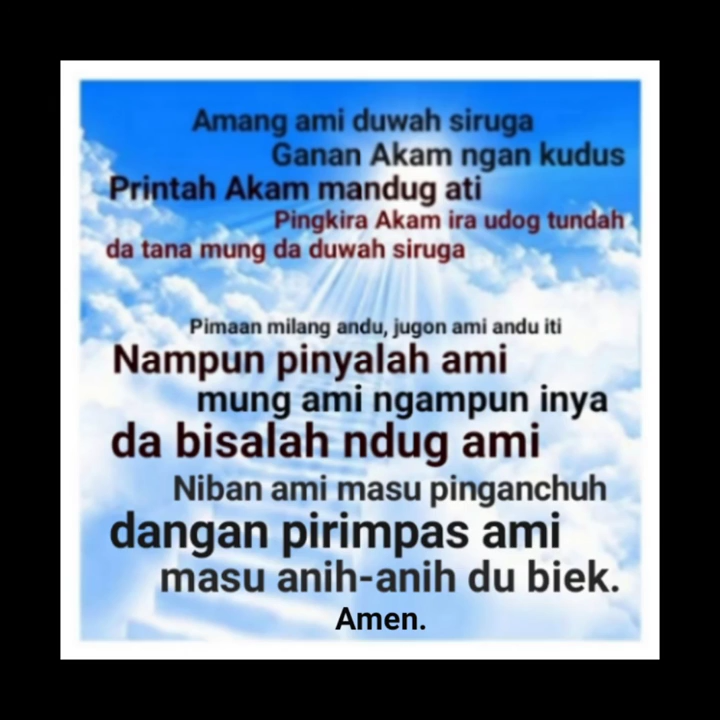 Amang ami duwah siruga
Ganan Akam ngan kudus
Printah Akam mandug ati
Pingkira Akam ira udog tundah
da tana mung da duwah siruga
Pimaan milang andu, jugon ami andu iti
Nampun pinyalah ami
mung ami ngampun inya
da bisalah ndug ami
Niban ami masu pinganchuh
dangan pirimpas ami
masu anih-anih du biek.
Amen.